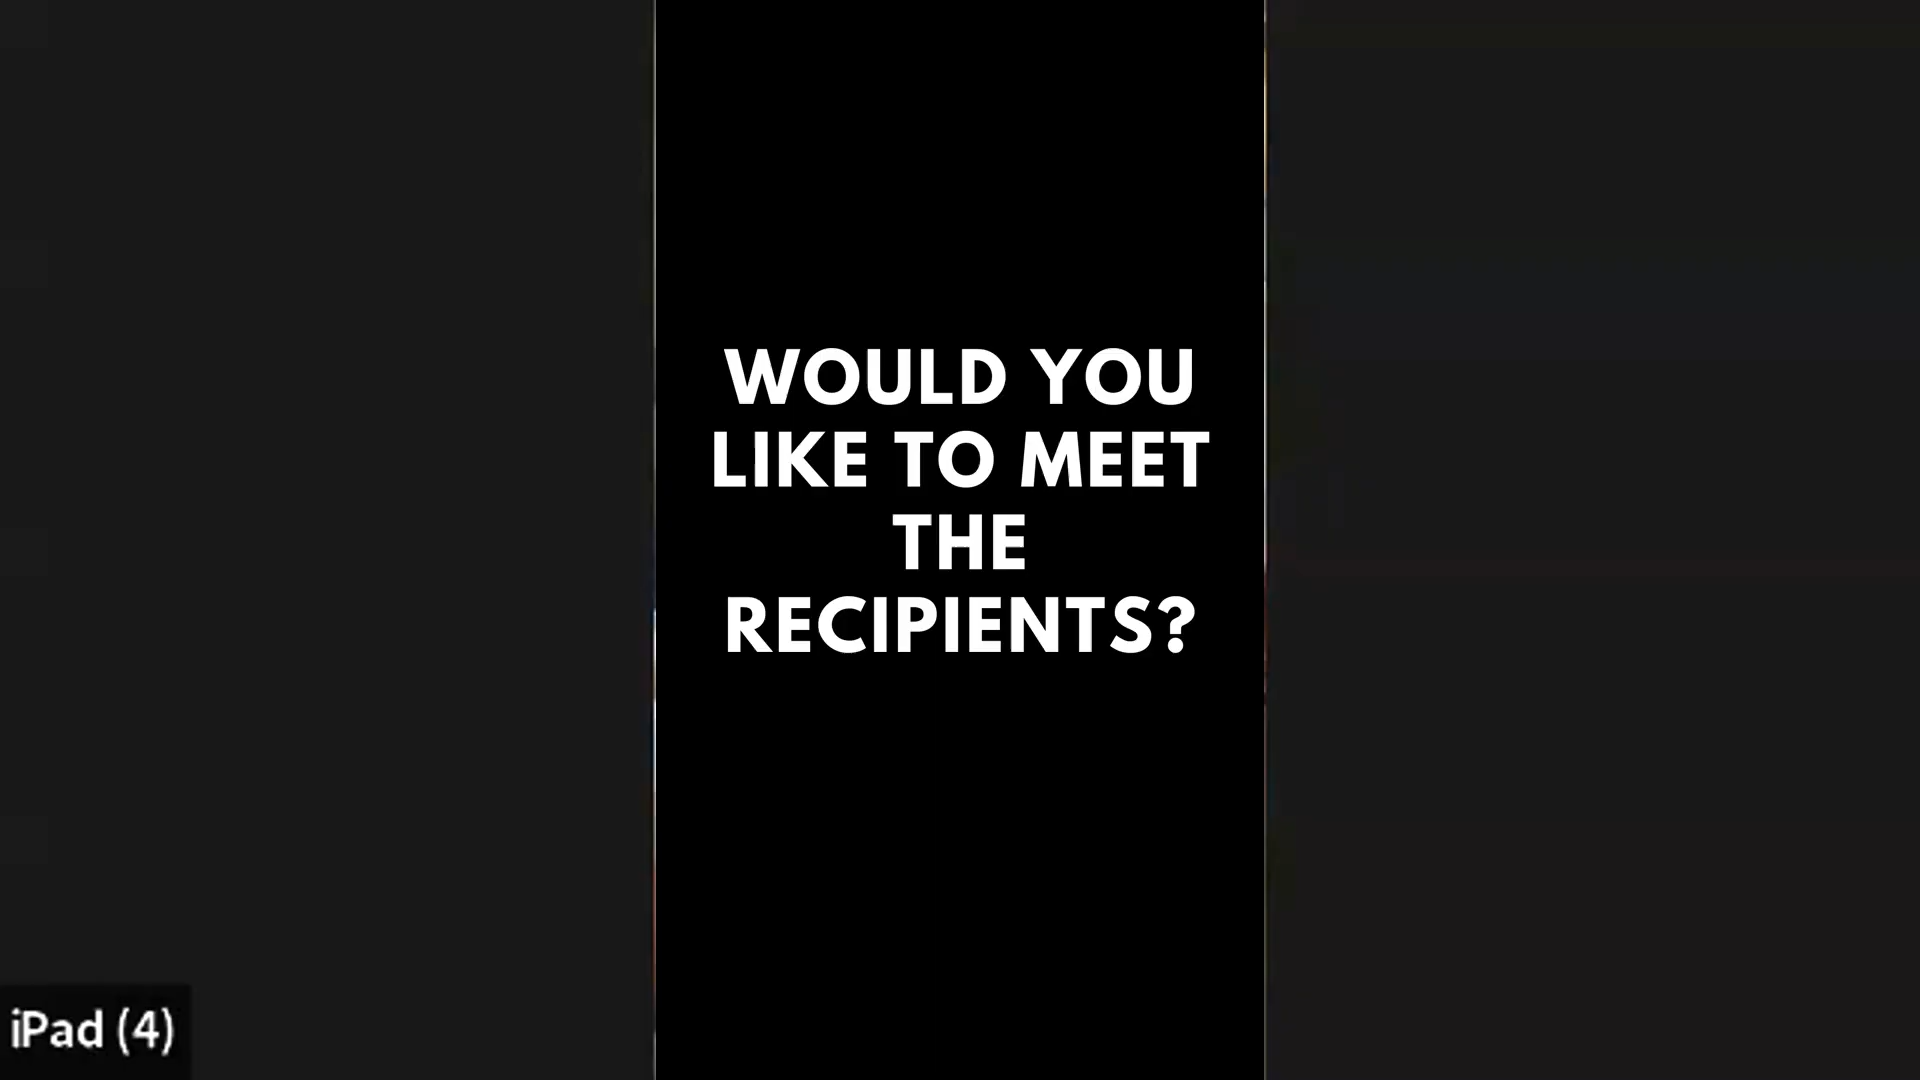 WOULD YOU
LIKE TO MEET
THE
RECIPIENTS?
iPad (4)